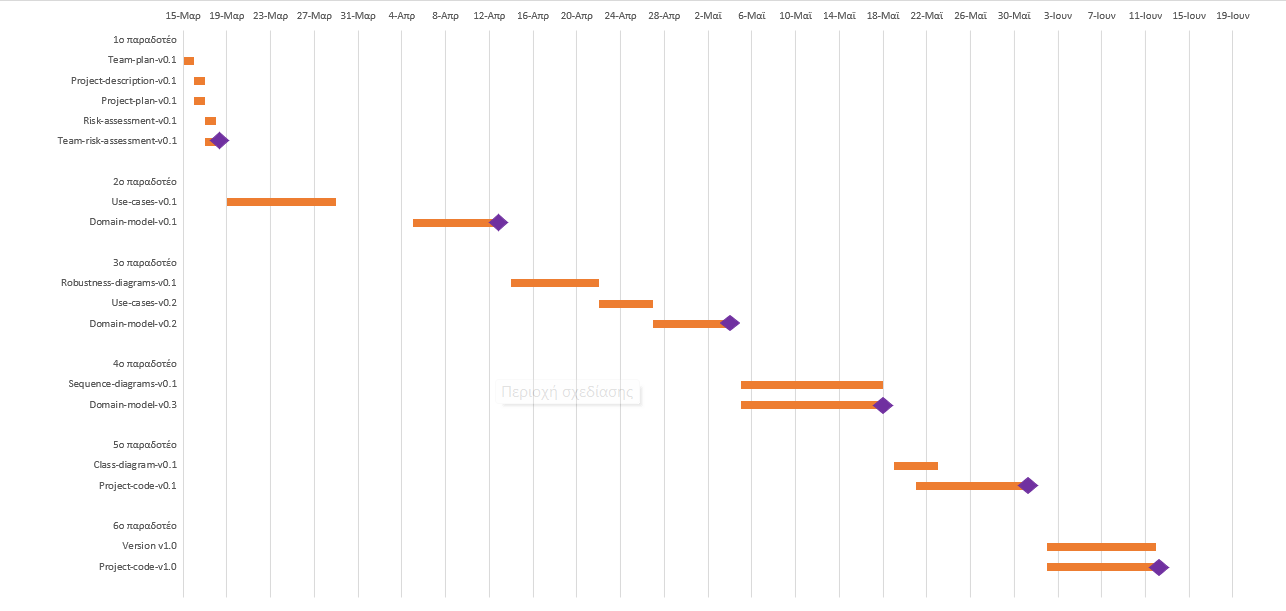 15-Μαρ 19-Μαρ 23-Μαρ 27-Μαρ 31-Μαρ 4-Απρ 8-Απρ 12-Απρ 16-Απρ 20-Απρ 24-Απρ 28-Απρ 2-Μαϊ 6-Μαϊ 10-Μαϊ 14-Μαϊ 18-Μαϊ 22-Μαϊ 26-Μαϊ 30-Μαϊ 3-Ιουν 7-Ιουν 11-Ιουν 15-Ιουν 19-Ιουν
1ο παραδοτέο
Team-plan-v0.1
Project-description-v0.1
Project-plan-v0.1
Risk-assessment-v0.1
Team-risk-assessment-v0.1
2ο παραδοτέο
Use-cases-v0.1
Domain-model-v0.1
3ο παραδοτέο
Robustness-diagrams-v0.1
Use-cases-v0.2
Domain-model-v0.2
4ο παραδοτέο
Sequence-diagrams-v0.1
Περιοχή σχεδίασης
Domain-model-v0.3
5ο παραδοτέο
Class-diagram-v0.1
Project-code-v0.1
6ο παραδοτέο
Version v1.0
Project-code-v1.0